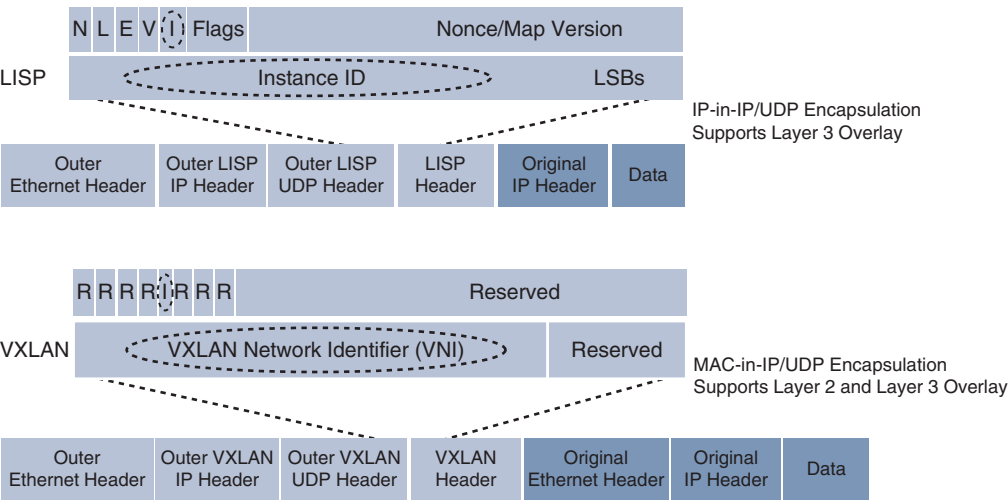 N L E V I Flags Nonce/Map Version
LISP Instance ID LSBs
IP-in-IP/UDP Encapsulation
Supports Layer 3 Overlay
Outer
Ethernet Header
Outer LISP
IP Header
Outer LISP
UDP Header
LISP
Header
Original
IP Header
Data
R R R R I R R R Reserved
VXLAN VXLAN Network Identifier (VNI) Reserved
MAC-in-IP/UDP Encapsulation
Supports Layer 2 and Layer 3 Overlay
Outer
Ethernet Header
Outer VXLAN
IP Header
Outer VXLAN
UDP Header
VXLAN
Header
Original
Ethernet Header
Original
IP Header
Data